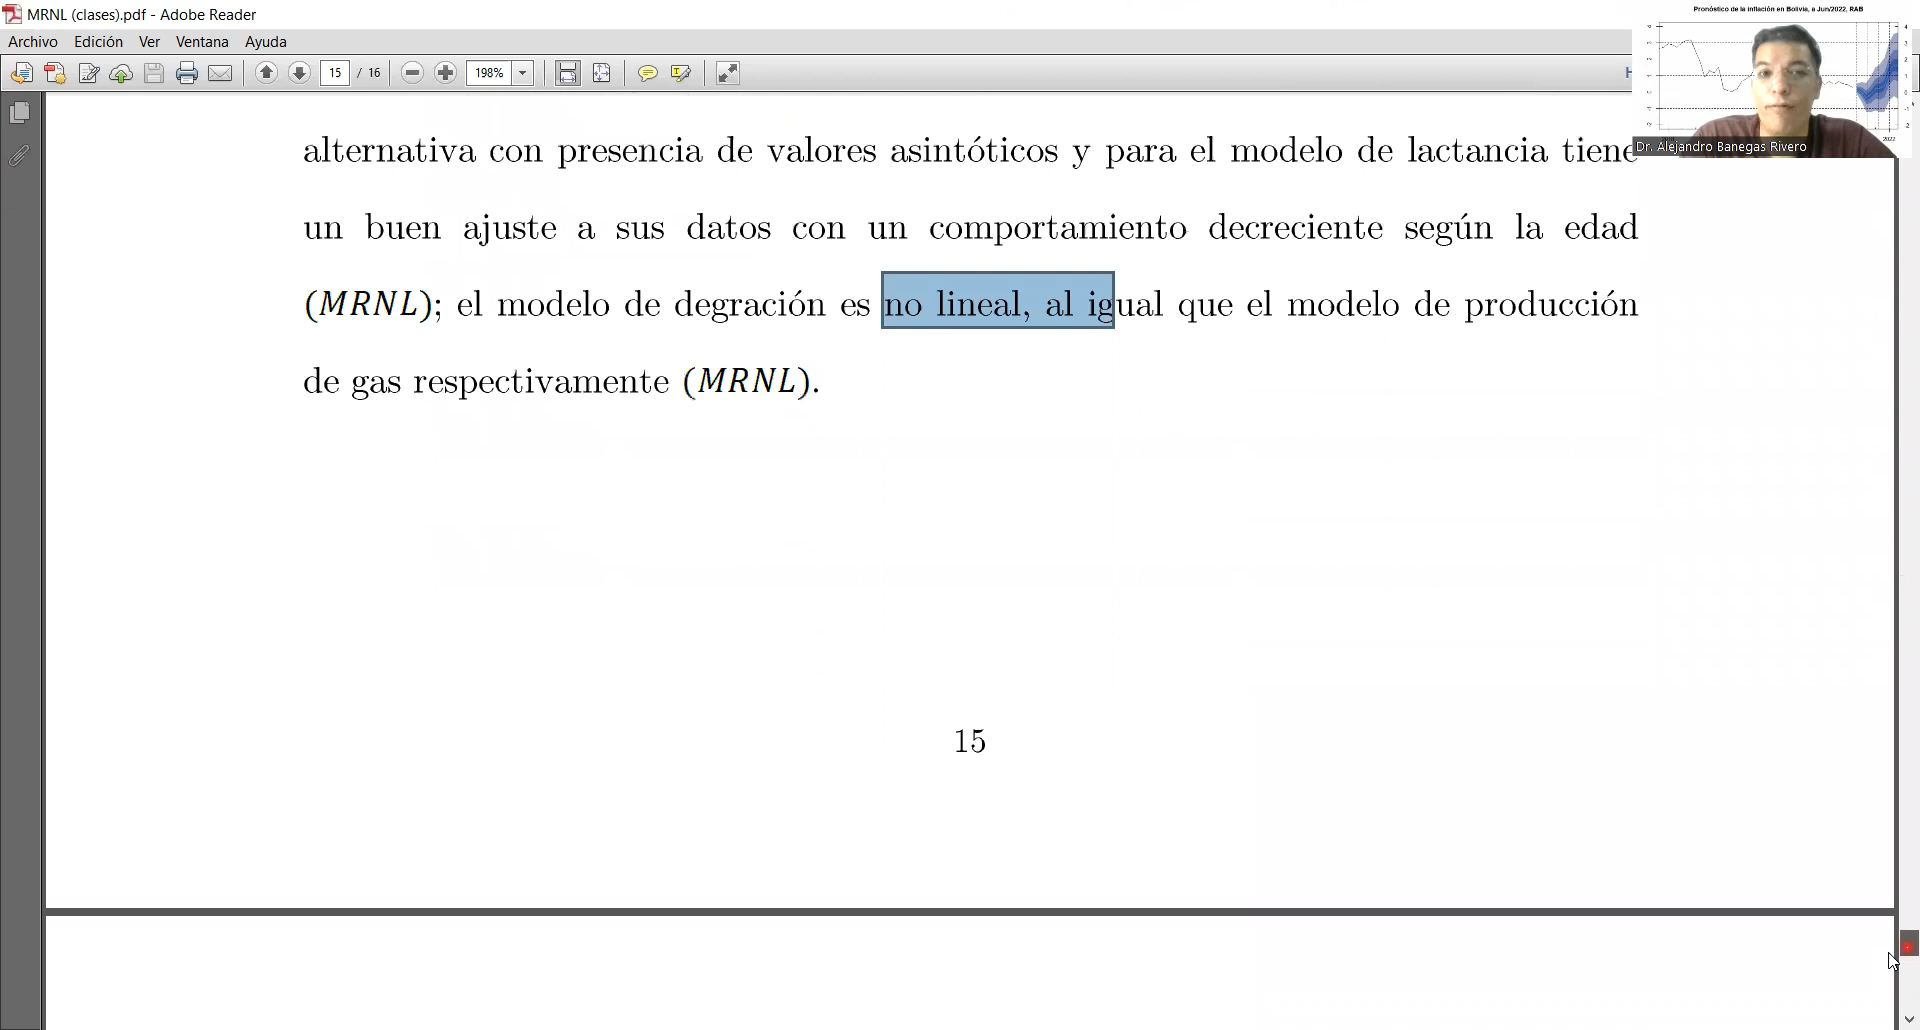 MRNL (clases).pdf - Adobe Reader
Archivo Edición Ver Ventana Ayuda
15 / 16 198%
Pronóstico de la inflación en Bolivia, a Jun/2022, RAB
2022
Dr. Alejandro Banegas Rivero
alternativa con presencia de valores asintóticos y para el modelo de lactancia tiene
un buen ajuste a sus datos con un comportamiento decreciente según la edad
(MRNL); el modelo de degración es no lineal, al igual que el modelo de producción
de gas respectivamente (MRNL).
15